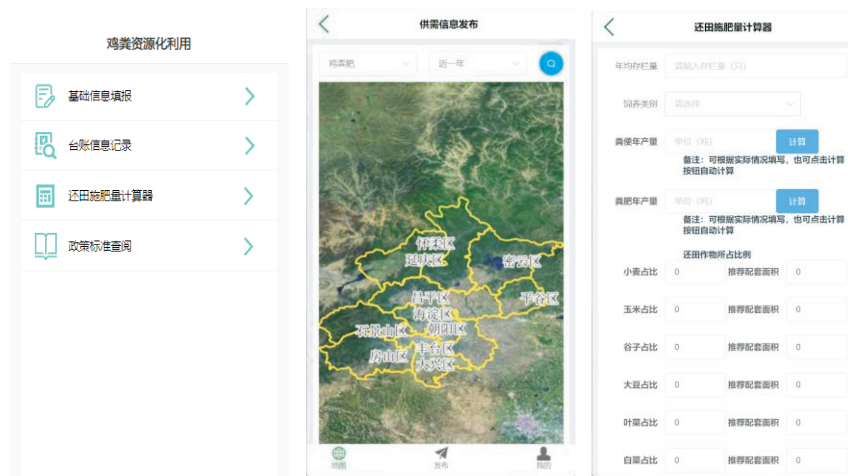 鸡粪资源化利用
基础信息填报
台账信息记录
还田施肥量计算器
政策标准查阅
供需信息发布
鸡粪肥
近一年
怀柔区
延庆区
密云区
昌平区
平谷区
海淀区
石景山区
朝阳区
丰台区
房山区
大兴区
地图
发布
我的
还田施肥量计算器
年均存栏量 请输入存栏量（只）
饲养类别 请选择
粪便年产量 单位（吨） 计算
备注：可根据实际情况填写，也可点击计算
按钮自动计算
粪肥年产量 单位（吨） 计算
备注：可根据实际情况填写，也可点击计算
按钮自动计算
还田作物所占比例
小麦占比 0 推荐配套面积 0
玉米占比 0 推荐配套面积 0
谷子占比 0 推荐配套面积 0
大豆占比 0 推荐配套面积 0
叶菜占比 0 推荐配套面积 0
白菜占比 0 推荐配套面积 0